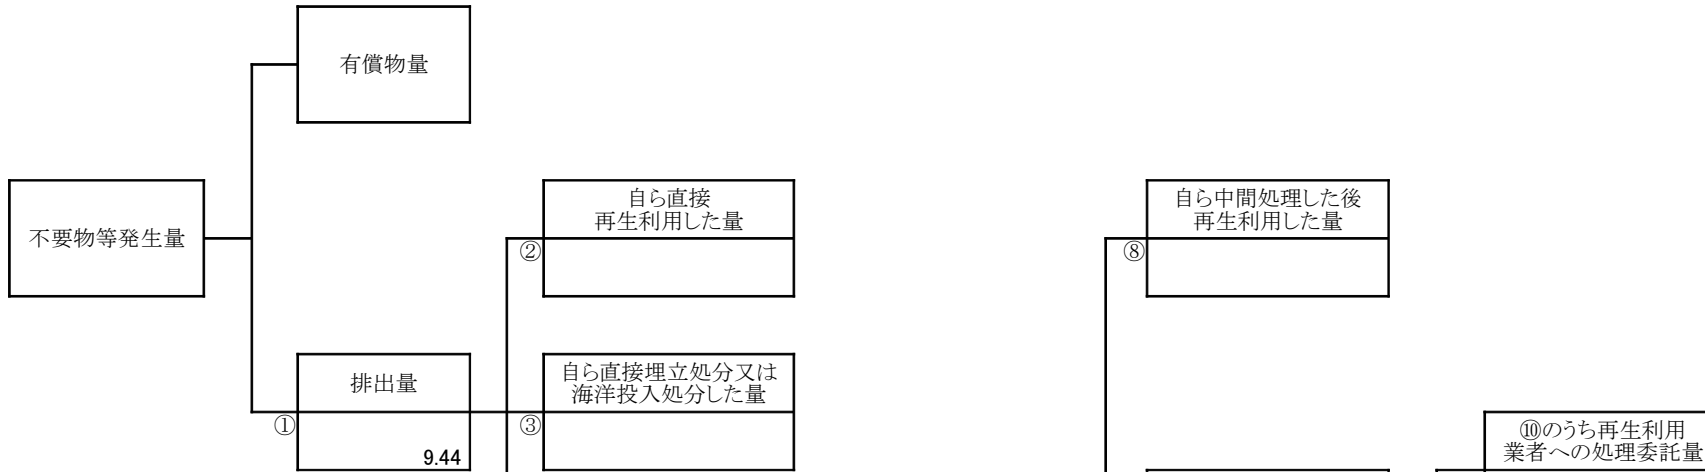 有償物量
不要物等発生量
自ら直接
再生利用した量
②
自ら中間処理した後
再生利用した量
⑧
排出量
①
9.44
自ら直接埋立処分又は
海洋投入処分した量
③
⑩のうち再生利用
業者への処理委託量